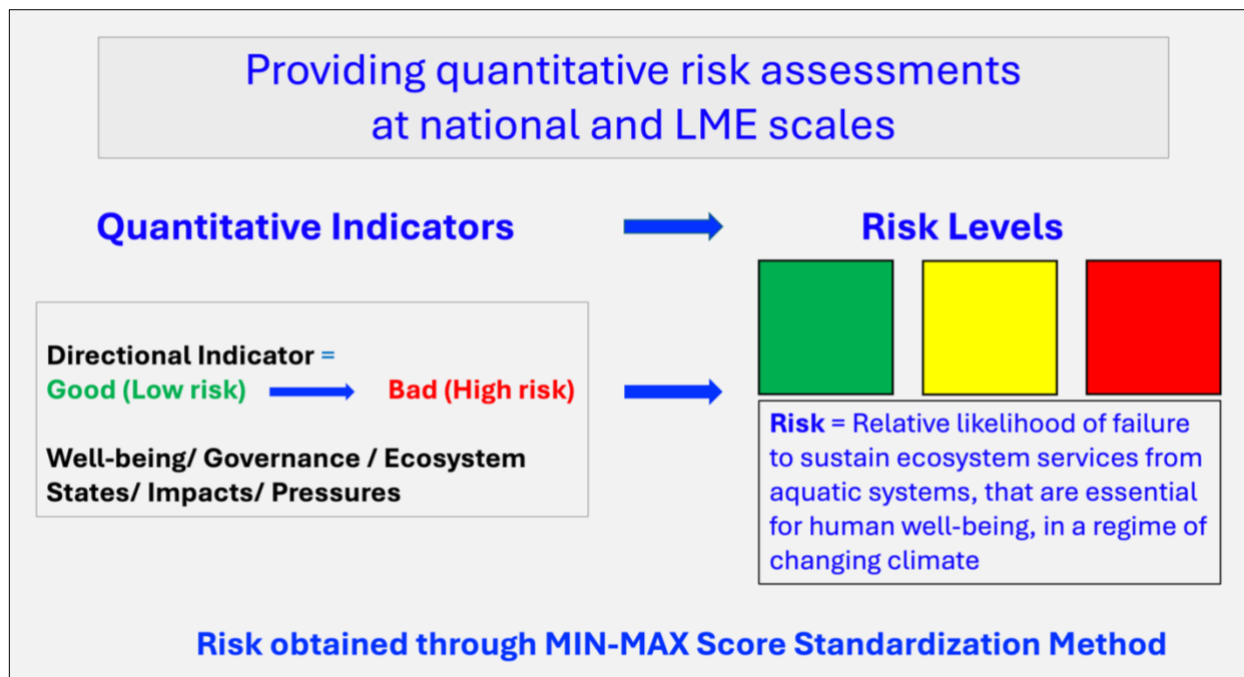 Providing quantitative risk assessments
at national and LME scales
Quantitative Indicators
Risk Levels
Directional Indicator =
Good (Low risk)
Bad (High risk)
Well-being/ Governance / Ecosystem
States/ Impacts/ Pressures
Risk = Relative likelihood of failure
to sustain ecosystem services from
aquatic systems, that are essential
for human well-being, in a regime of
changing climate
Risk obtained through MIN-MAX Score Standardization Method